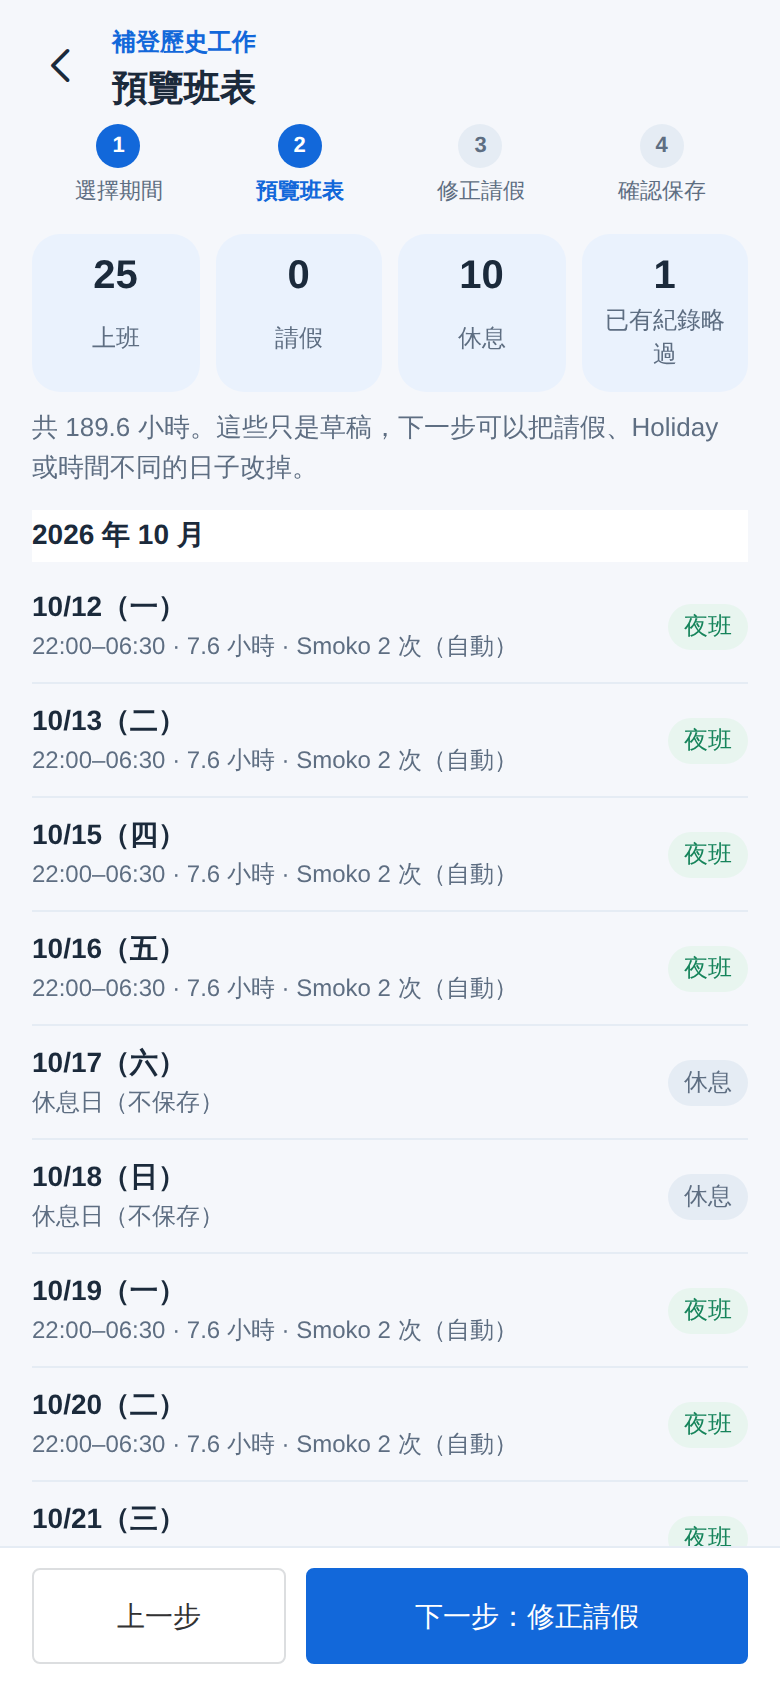 補登歷史工作
預覽班表
1
2
3
4
選擇期間
預覽班表
修正請假
確認保存
25
0
10
1
上班
請假
休息
已有紀錄略
過
共 189.6 小時。這些只是草稿，下一步可以把請假、Holiday
或時間不同的日子改掉。
2026 年 10 月
10/12（一）
22:00–06:30 · 7.6 小時 · Smoko 2 次（自動）
夜班
10/13（二）
22:00–06:30 · 7.6 小時 · Smoko 2 次（自動）
夜班
10/15（四）
22:00–06:30 · 7.6 小時 · Smoko 2 次（自動）
夜班
10/16（五）
22:00–06:30 · 7.6 小時 · Smoko 2 次（自動）
夜班
10/17（六）
休息日（不保存）
休息
10/18（日）
休息日（不保存）
休息
10/19（一）
22:00–06:30 · 7.6 小時 · Smoko 2 次（自動）
夜班
10/20（二）
22:00–06:30 · 7.6 小時 · Smoko 2 次（自動）
夜班
10/21（三）
夜班
上一步
下一步：修正請假